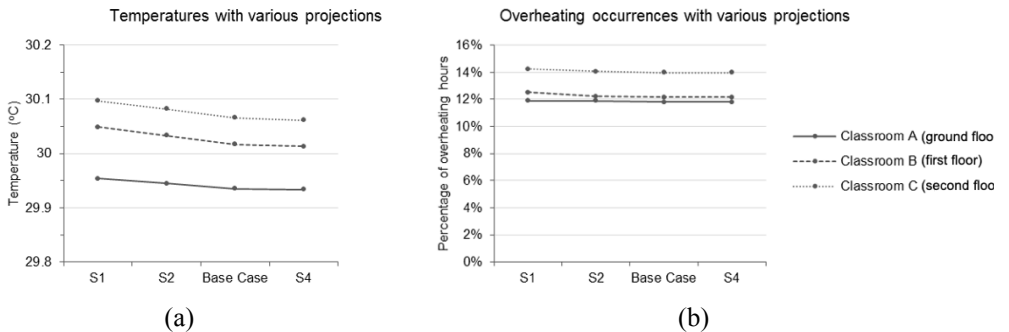 Temperatures with various projections
30.2
30.1
30
29.9
29.8
Temperature (°C)
S1 S2 Base Case S4
(a)
Overheating occurrences with various projections
16%
14%
12%
10%
8%
6%
4%
2%
0%
Percentage of overheating hours
S1 S2 Base Case S4
(b)
Classroom A (ground floo
Classroom B (first floor)
Classroom C (second floo